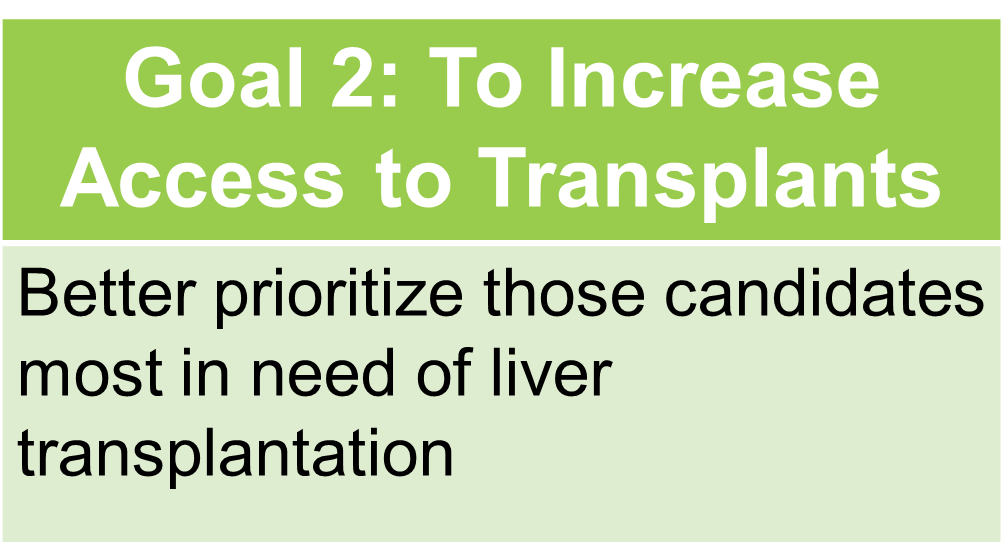 Goal 2: To Increase
Access to Transplants
Better prioritize those candidates
most in need of liver
transplantation